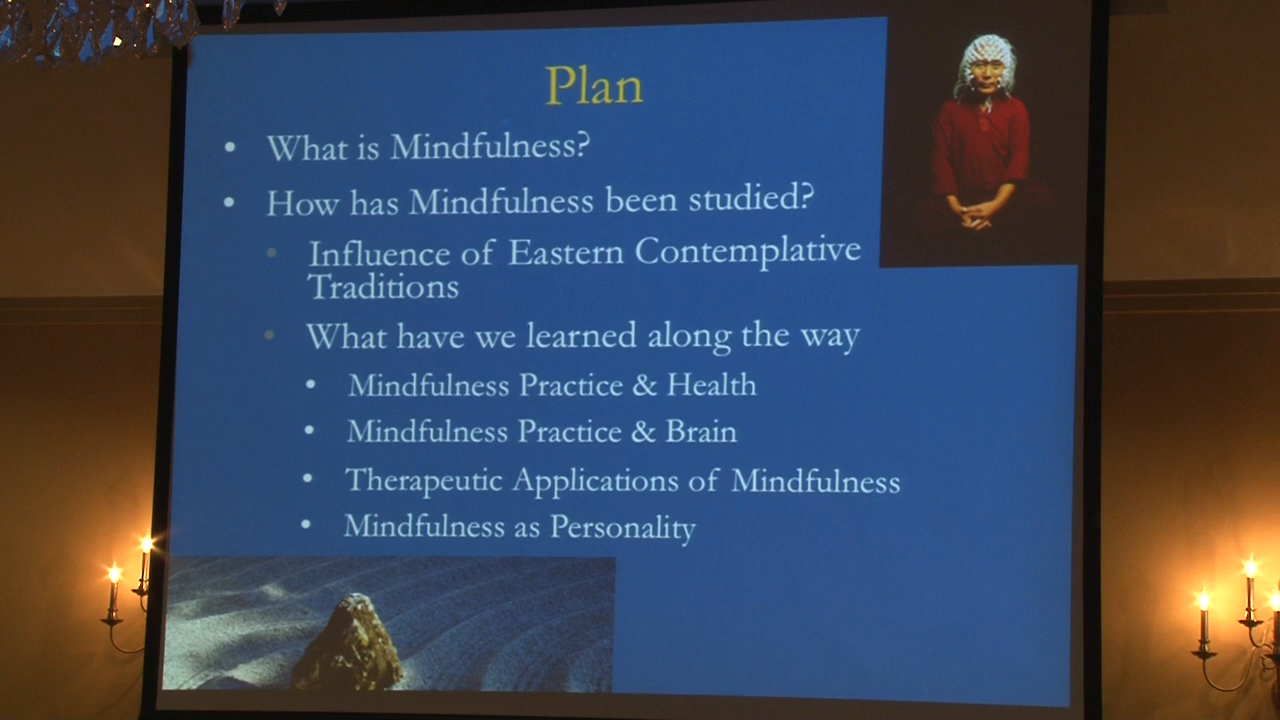 Plan
• What is Mindfulness?
• How has Mindfulness been studied?
• Influence of Eastern Contemplative
Traditions
• What have we learned along the way
• Mindfulness Practice & Health
• Mindfulness Practice & Brain
• Therapeutic Applications of Mindfulness
• Mindfulness as Personality